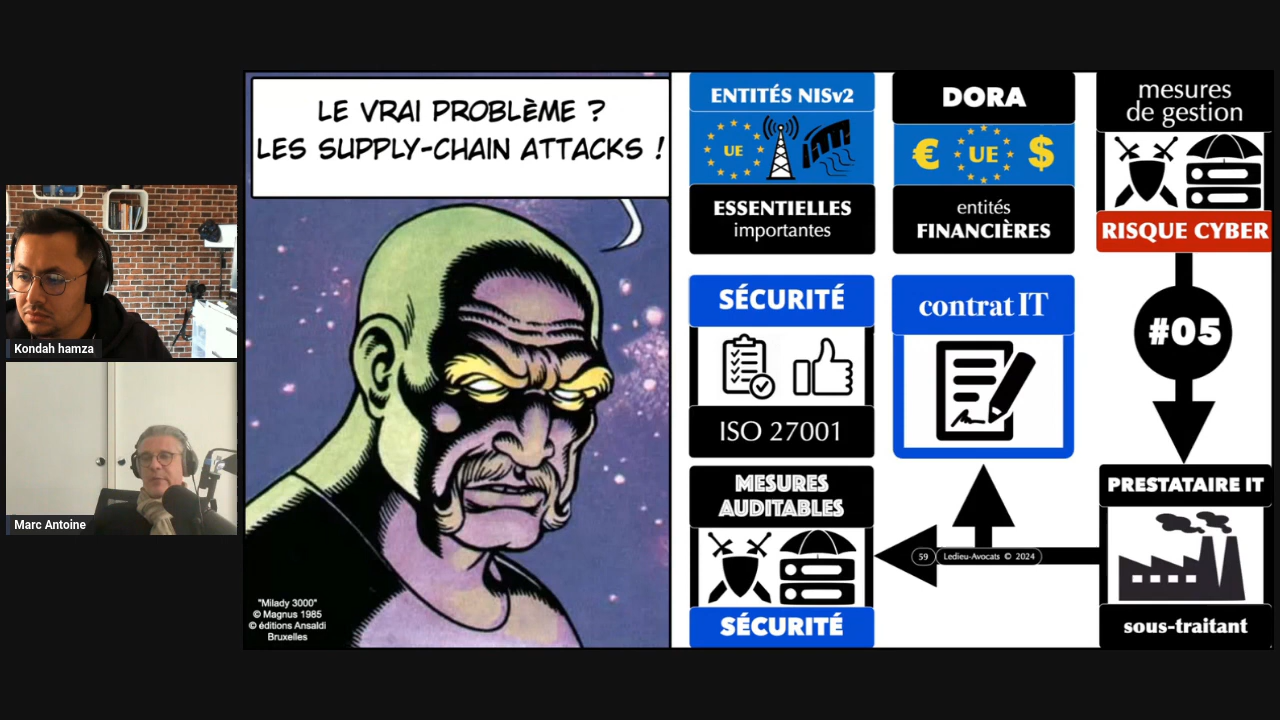 LE VRAI PROBLÈME ?
LES SUPPLY-CHAIN ATTACKS !
"Milady 3000"
© Magnus 1985
© éditions Ansaldi
Bruxelles
ENTITÉS NISv2
UE
ESSENTIELLES
importantes
DORA
€ UE $
entités
FINANCIÈRES
mesures
de gestion
RISQUE CYBER
SÉCURITÉ
ISO 27001
contrat IT
#05
MESURES
AUDITABLES
SÉCURITÉ
59 Ledieu-Avocats © 2024
PRESTATAIRE IT
sous-traitant
Kondah hamza
Marc Antoine